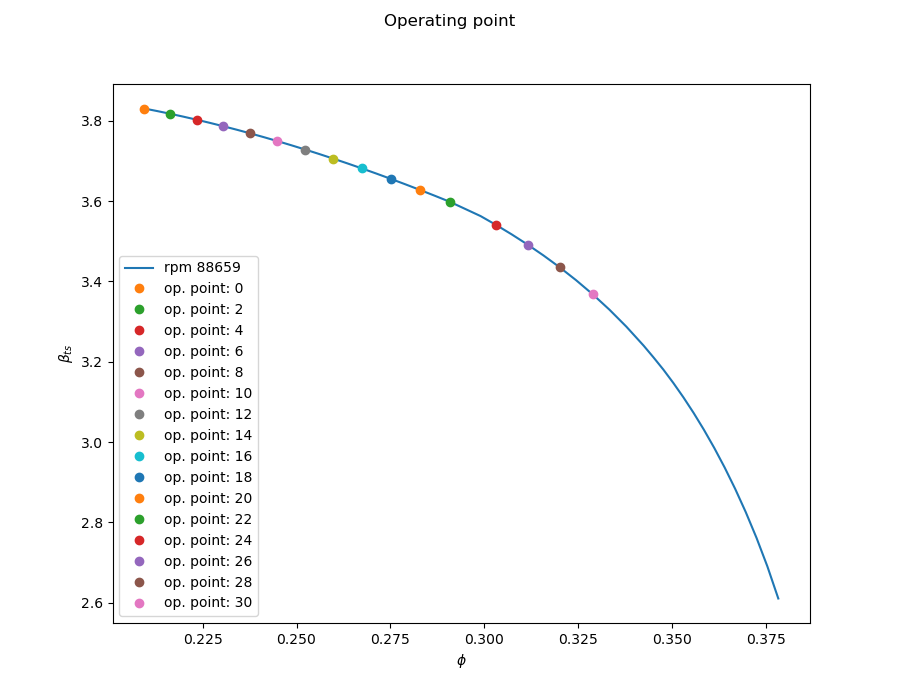 Operating point
3.8
3.6
3.4
3.2
3.0
2.8
2.6
β_ts
rpm 88659
op. point: 0
op. point: 2
op. point: 4
op. point: 6
op. point: 8
op. point: 10
op. point: 12
op. point: 14
op. point: 16
op. point: 18
op. point: 20
op. point: 22
op. point: 24
op. point: 26
op. point: 28
op. point: 30
0.225 0.250 0.275 0.300 0.325 0.350 0.375
ϕ